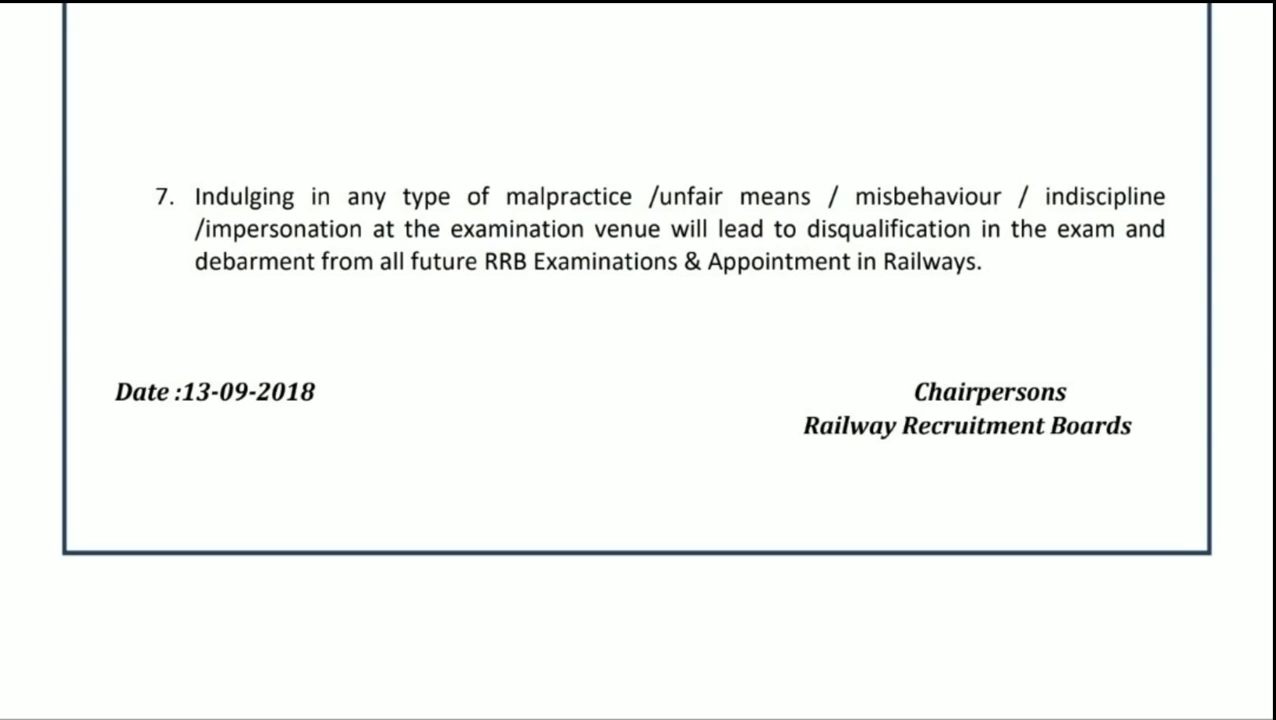 7. Indulging in any type of malpractice /unfair means / misbehaviour / indiscipline
/impersonation at the examination venue will lead to disqualification in the exam and
debarment from all future RRB Examinations & Appointment in Railways.
Date :13-09-2018
Chairpersons
Railway Recruitment Boards